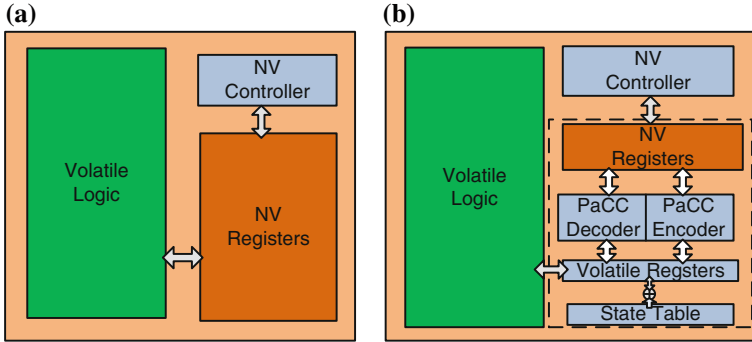 (a)
Volatile
Logic
NV
Controller
NV
Registers
(b)
Volatile
Logic
NV
Controller
NV
Registers
PaCC
Decoder
PaCC
Encoder
Volatile Regsters
State Table